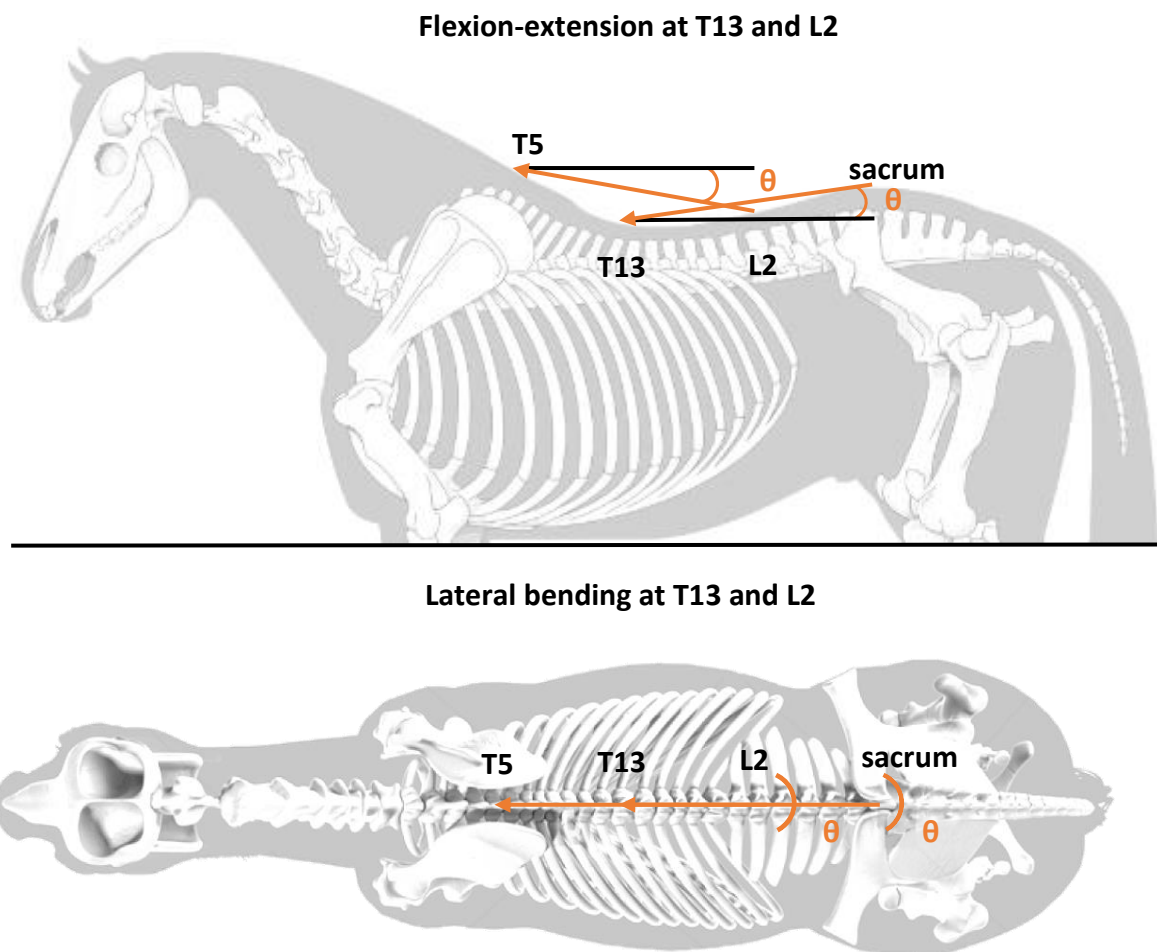 Flexion-extension at T13 and L2
T5
θ
sacrum
θ
T13
L2
Lateral bending at T13 and L2
T5
T13
L2
sacrum
θ
θ